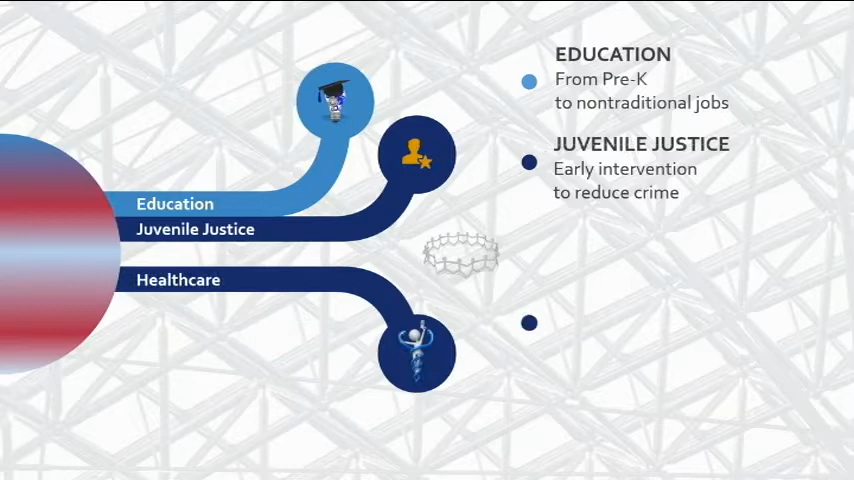 EDUCATION
From Pre-K
to nontraditional jobs
JUVENILE JUSTICE
Early intervention
to reduce crime
Education
Juvenile Justice
Healthcare